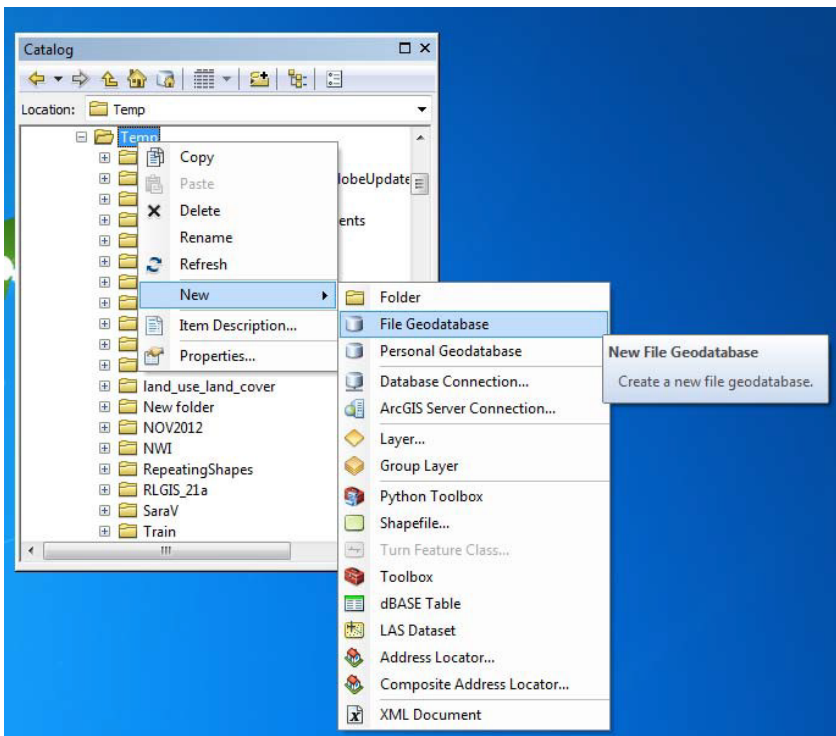 Catalog
Location: Temp
Temp
Copy
Paste
lobeUpdate
Delete
ents
Rename
Refresh
New
Item Description...
Properties...
land_use_land_cover
New folder
NOV2012
NWI
RepeatingShapes
RLGIS_21a
SaraV
Train
Folder
File Geodatabase
Personal Geodatabase
Database Connection...
ArcGIS Server Connection...
Layer...
Group Layer
Python Toolbox
Shapefile...
Turn Feature Class...
Toolbox
dBASE Table
LAS Dataset
Address Locator...
Composite Address Locator...
XML Document
New File Geodatabase
Create a new file geodatabase.